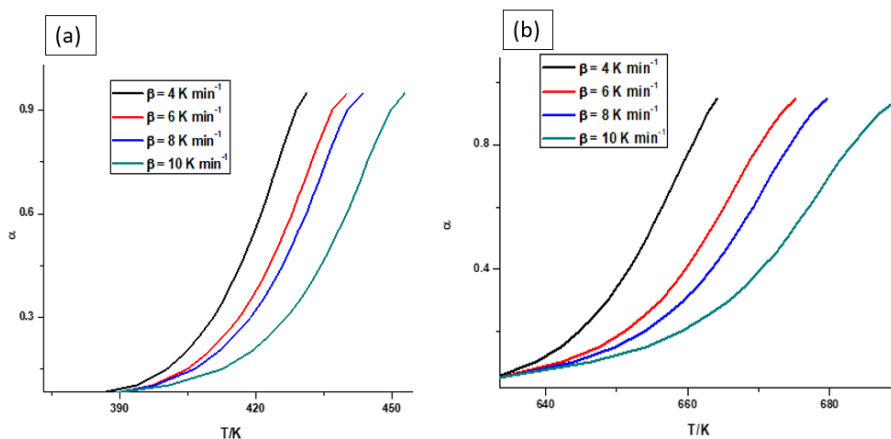 (a)
β = 4 K min⁻¹
β = 6 K min⁻¹
β = 8 K min⁻¹
β = 10 K min⁻¹
0.9
0.6
0.3
α
390
420
450
T/K
(b)
β = 4 K min⁻¹
β = 6 K min⁻¹
β = 8 K min⁻¹
β = 10 K min⁻¹
0.8
0.4
α
640
660
680
T/K